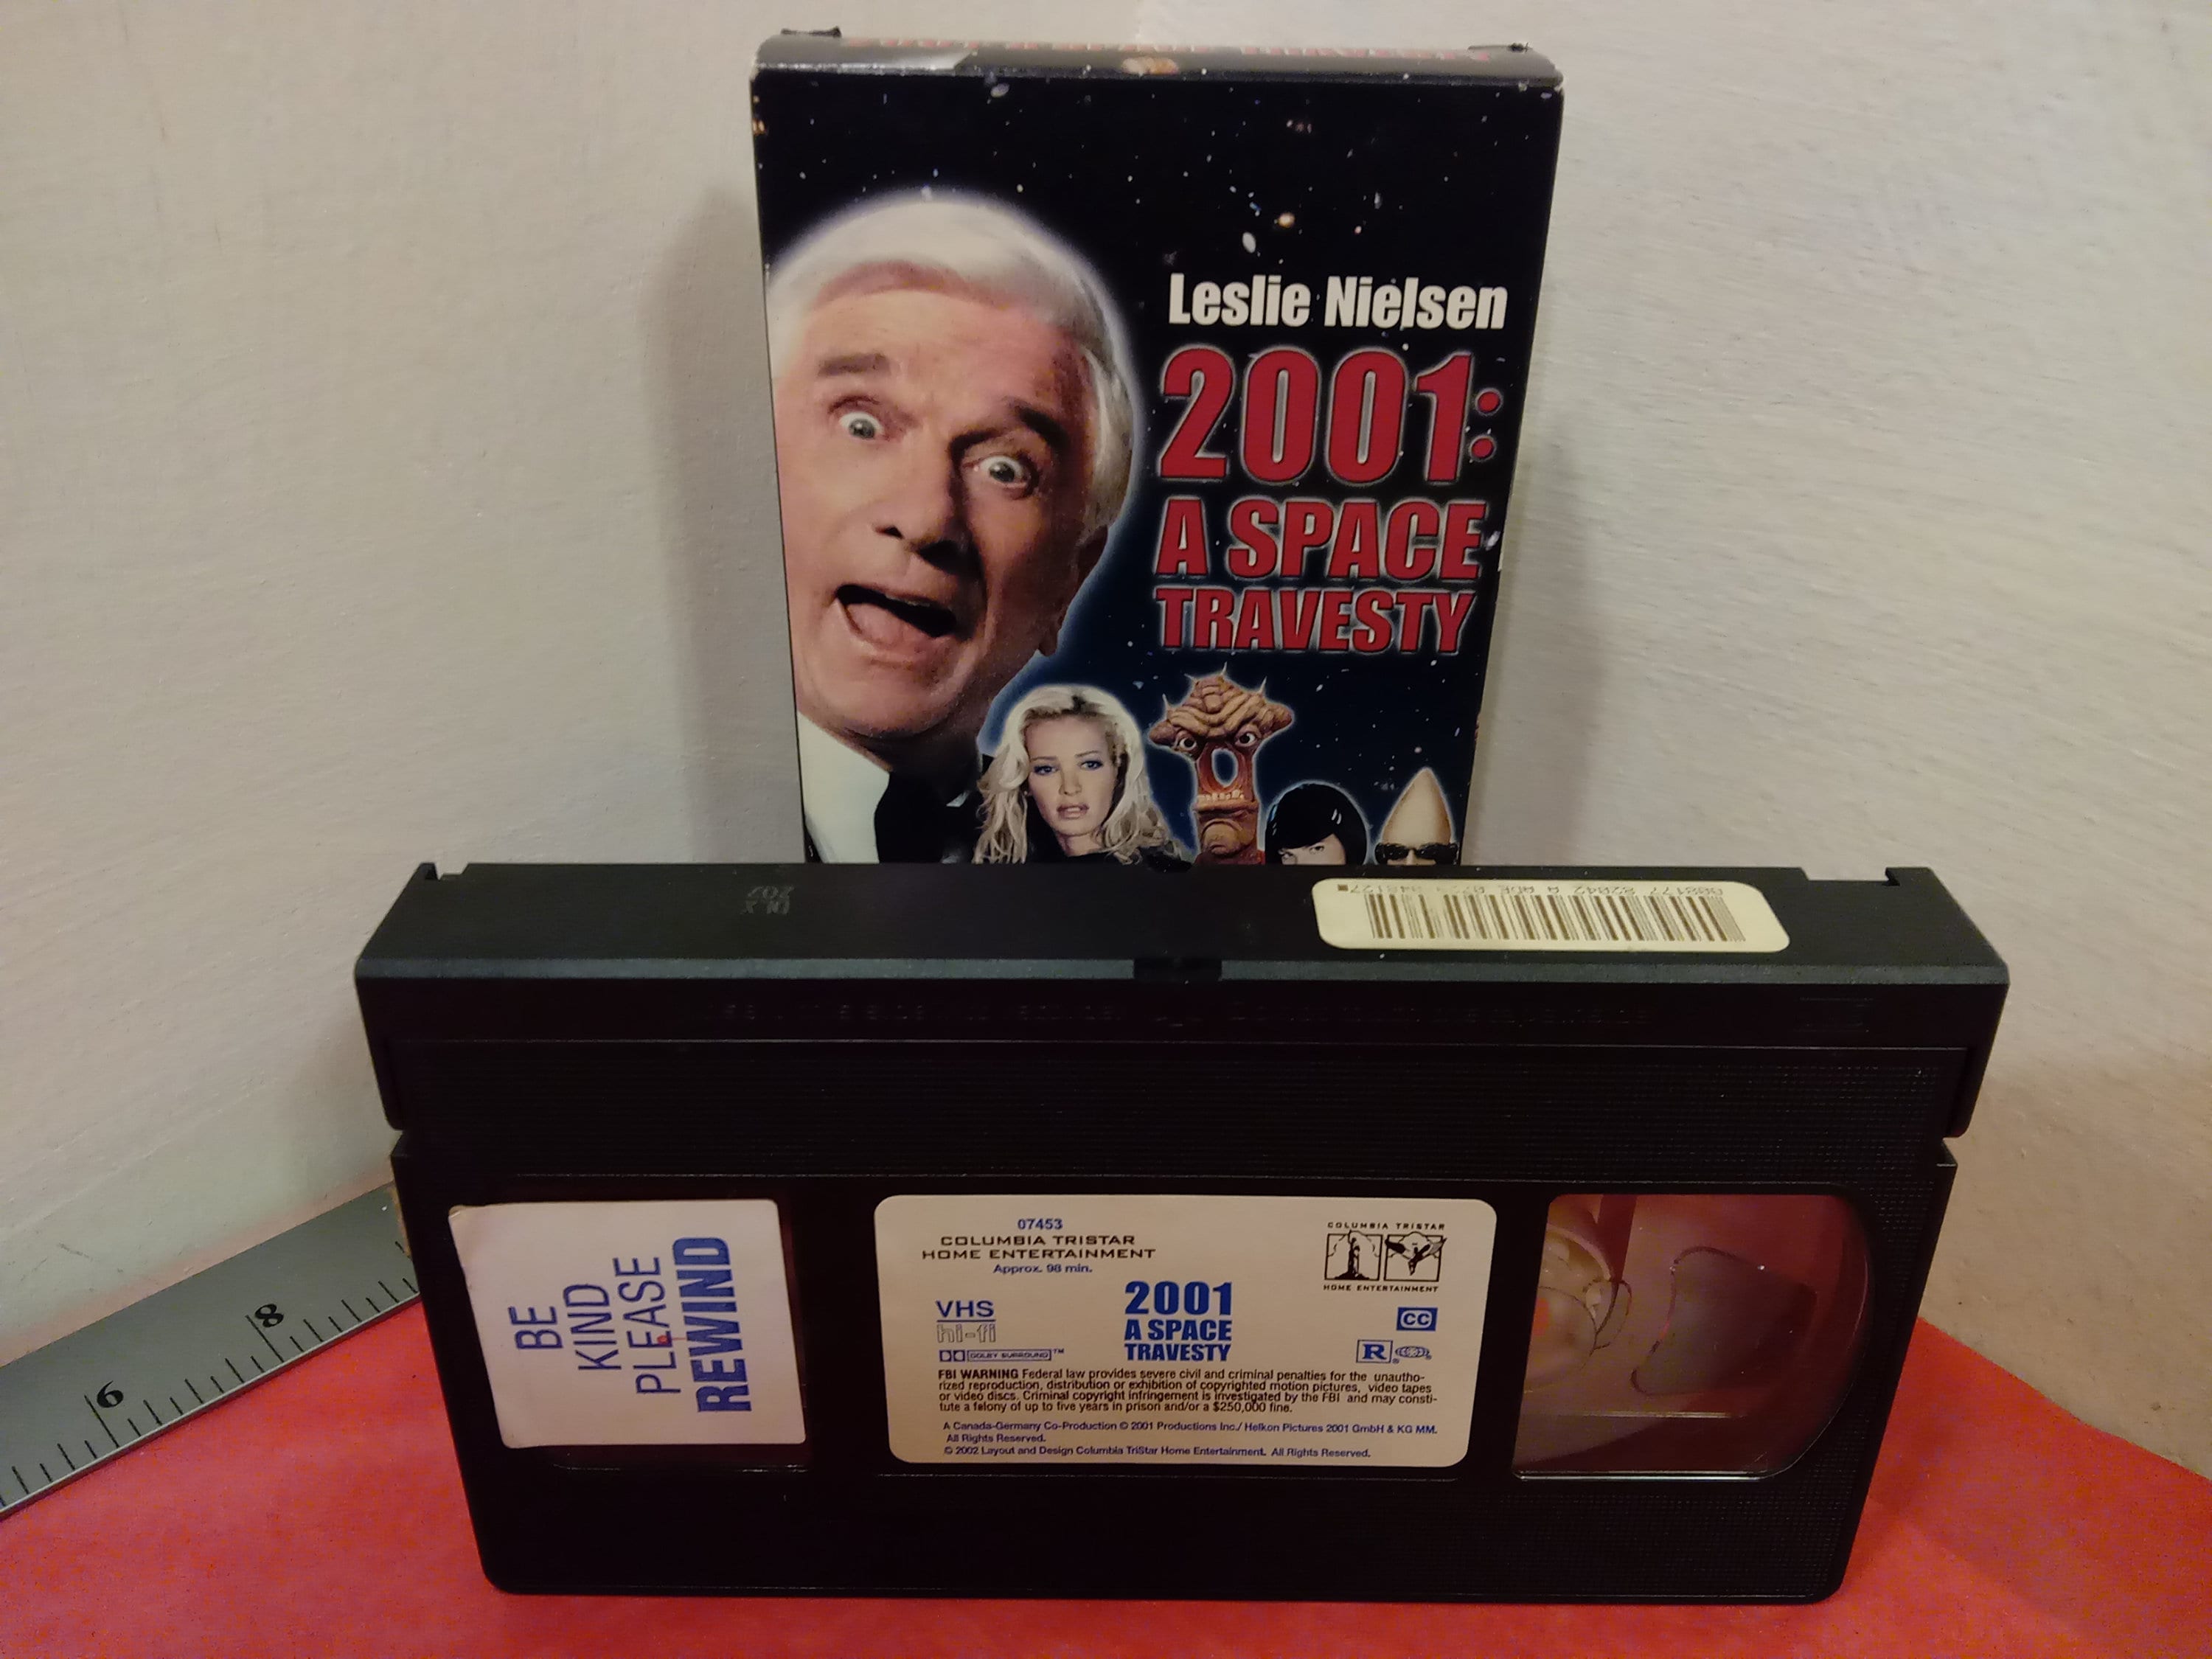 Leslie Nielsen
2001:
A SPACE
TRAVESTY
DLX
207
BE
KIND
PLEASE
REWIND
07453
COLUMBIA TRISTAR
HOME ENTERTAINMENT
Approx. 98 min.
VHS
hi-fi
DOLBY SURROUND™
2001
A SPACE
TRAVESTY
COLUMBIA TRISTAR
HOME ENTERTAINMENT
CC
R®
FBI WARNING Federal law provides severe civil and criminal penalties for the unautho-
rized reproduction, distribution or exhibition of copyrighted motion pictures, video tapes
or video discs. Criminal copyright infringement is investigated by the FBI and may consti-
tute a felony of up to five years in prison and/or a $250,000 fine.
A Canada-Germany Co-Production © 2001 Productions Inc./ Helkon Pictures 2001 GmbH & KG MM.
All Rights Reserved.
© 2002 Layout and Design Columbia TriStar Home Entertainment. All Rights Reserved.
8
6